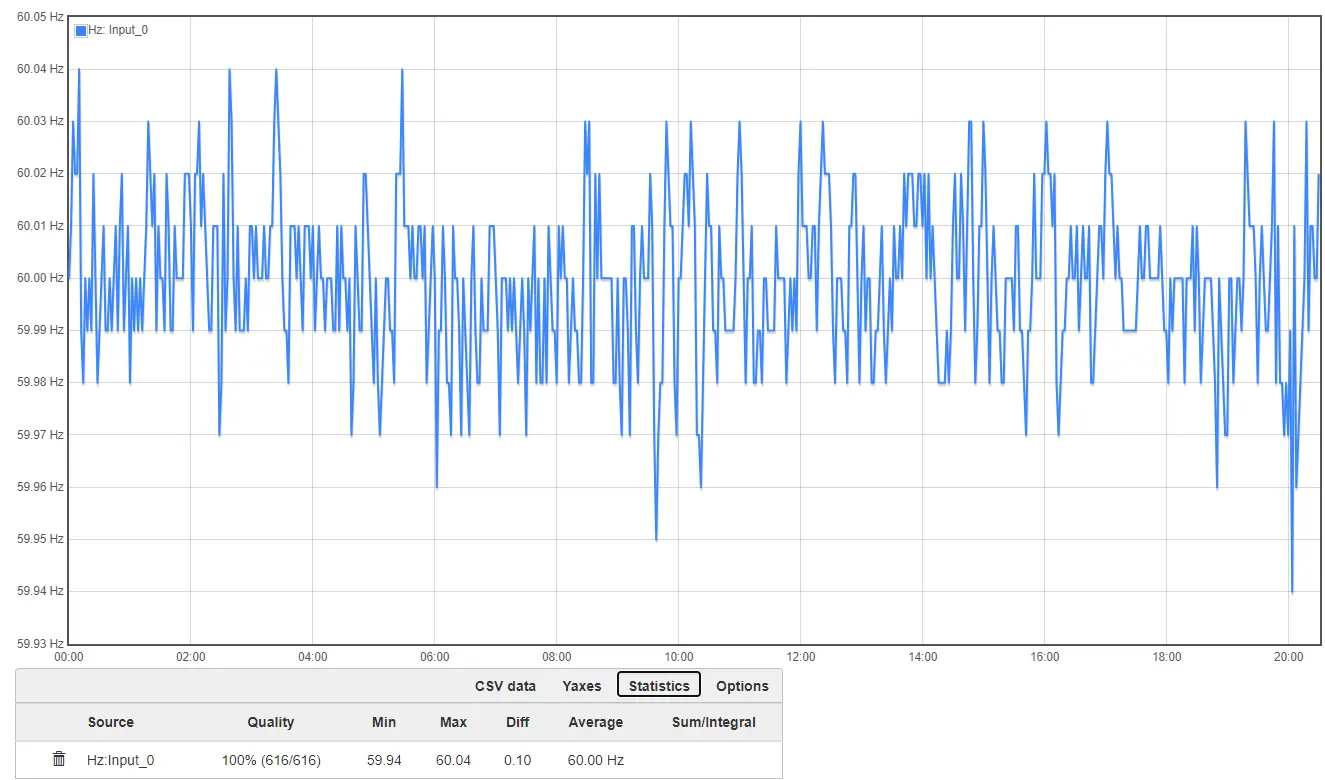 60.05 Hz
Hz: Input_0
60.04 Hz
60.03 Hz
60.02 Hz
60.01 Hz
60.00 Hz
59.99 Hz
59.98 Hz
59.97 Hz
59.96 Hz
59.95 Hz
59.94 Hz
59.93 Hz
00:00 02:00 04:00 06:00 08:00 10:00 12:00 14:00 16:00 18:00 20:00
CSV data Yaxes Statistics Options
Source Quality Min Max Diff Average Sum/Integral
Hz:Input_0 100% (616/616) 59.94 60.04 0.10 60.00 Hz